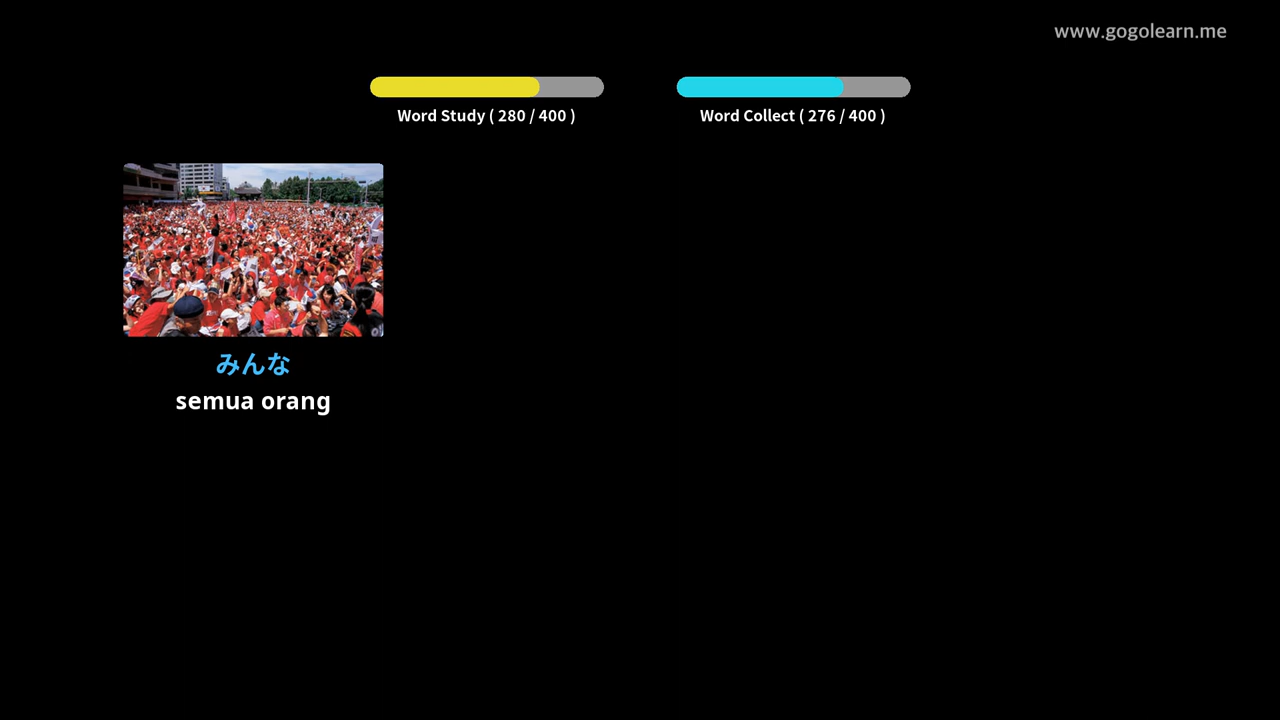 www.gogolearn.me
Word Study ( 280 / 400 )
Word Collect ( 276 / 400 )
みんな
semua orang